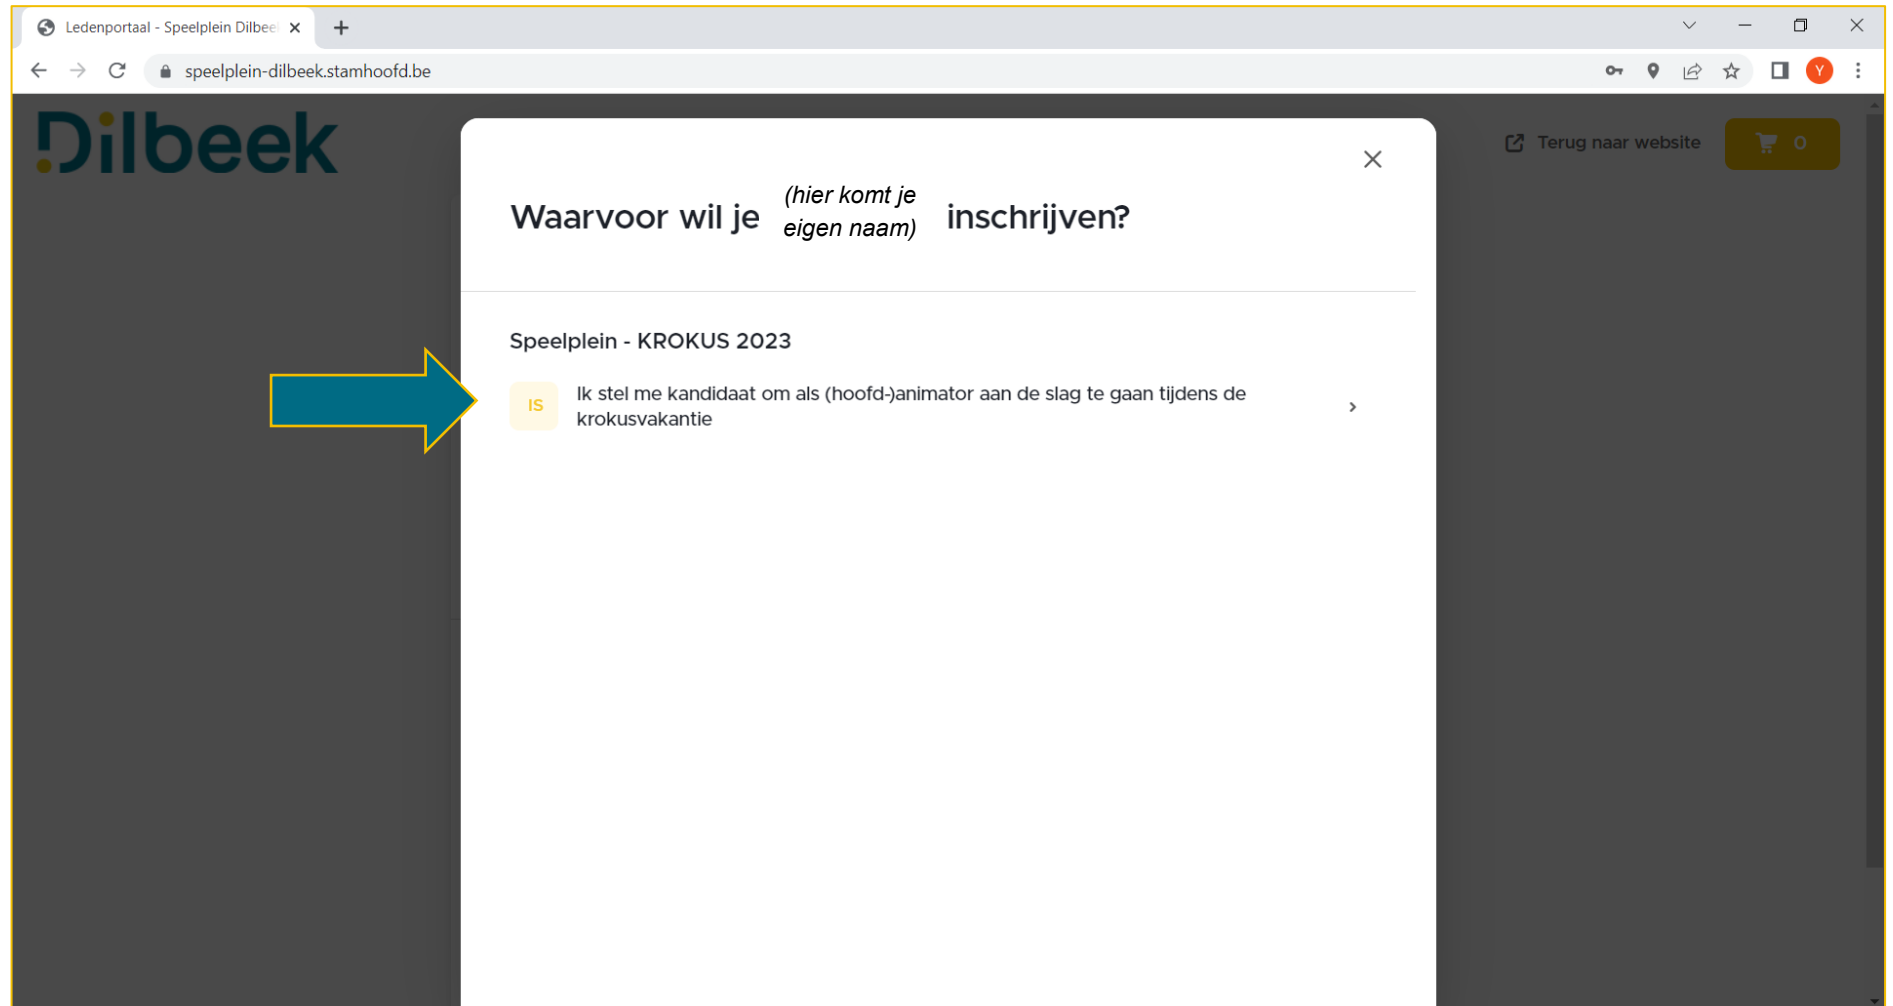 Ledenportaal - Speelplein Dilbee
speelplein-dilbeek.stamhoofd.be
Y
Dilbeek
Terug naar website
0
Waarvoor wil je (hier komt je eigen naam) inschrijven?
Speelplein - KROKUS 2023
IS
Ik stel me kandidaat om als (hoofd-)animator aan de slag te gaan tijdens de
krokusvakantie